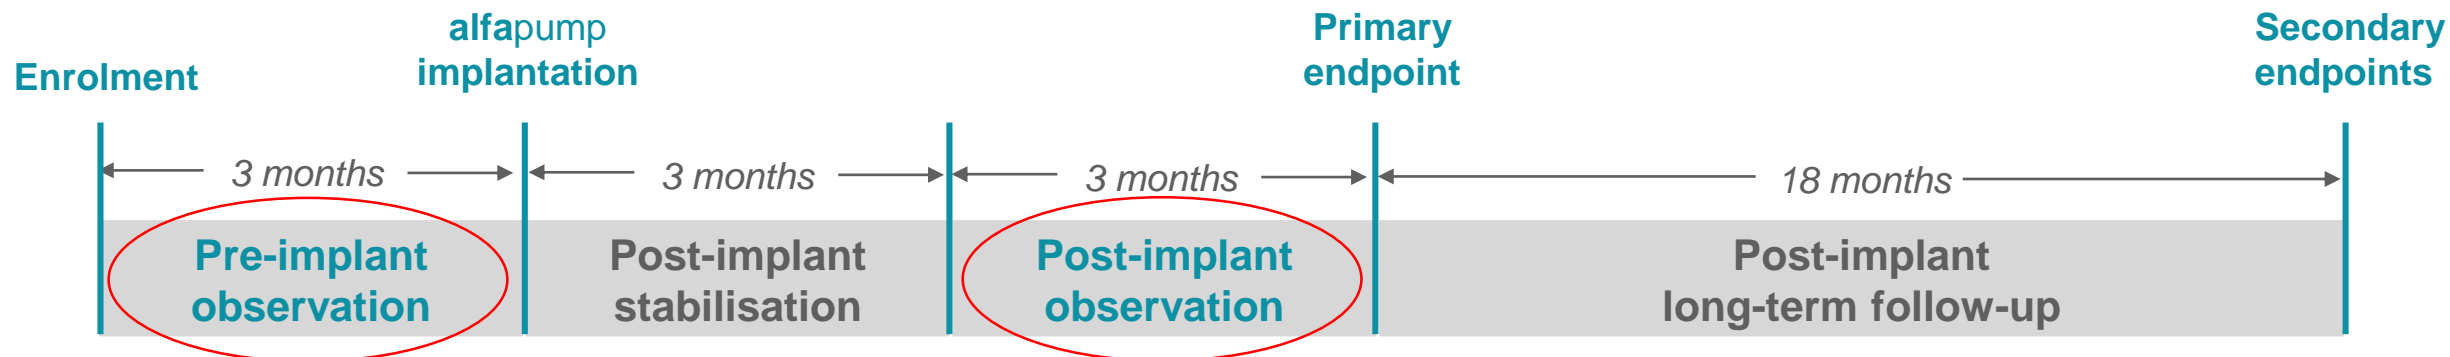 Enrolment
alfapump
implantation
Primary
endpoint
Secondary
endpoints
3 months
3 months
3 months
18 months
Pre-implant
observation
Post-implant
stabilisation
Post-implant
observation
Post-implant
long-term follow-up